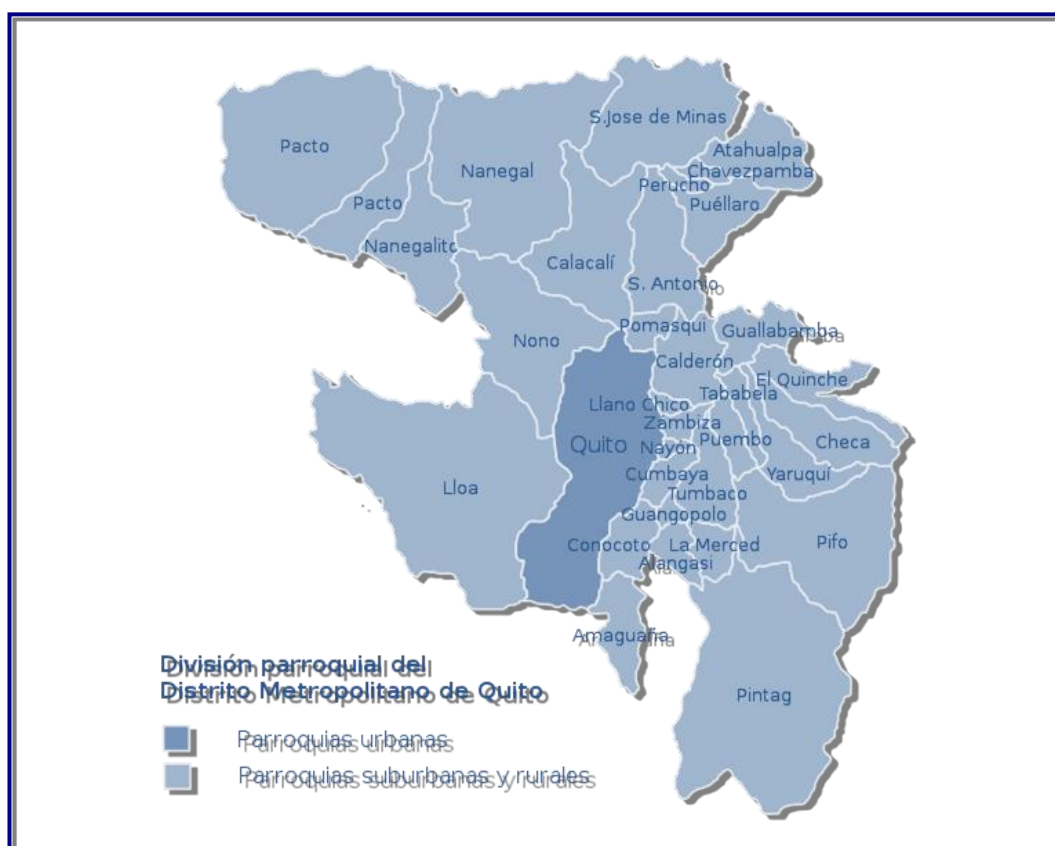 S.Jose de Minas
Pacto
Atahualpa
Nanegal
Chavezpamba
Perucho
Pacto
Puéllaro
Nanegalito
Calacalí
S. Antonio
Pomasqui
Guallabamba
Nono
Calderón
El Quinche
Tababela
Llano Chico
Zambiza
Quito
Puembo
Checa
Nayón
Cumbaya
Yaruquí
Lloa
Tumbaco
Guangopolo
Conocoto
La Merced
Pifo
Alangasi
Amaguaña
División parroquial del
Distrito Metropolitano de Quito
Pintag
Parroquias urbanas
Parroquias suburbanas y rurales